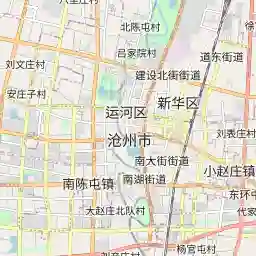 北陈屯村
吕家院村
道东街道
刘文庄村
建设北街街道
安庄子村
新华区
运河区
刘表庄村
沧州市
南大街街道
小赵庄镇
南湖街道
南陈屯镇
东环中
大赵庄北队村
代家
杨官屯村